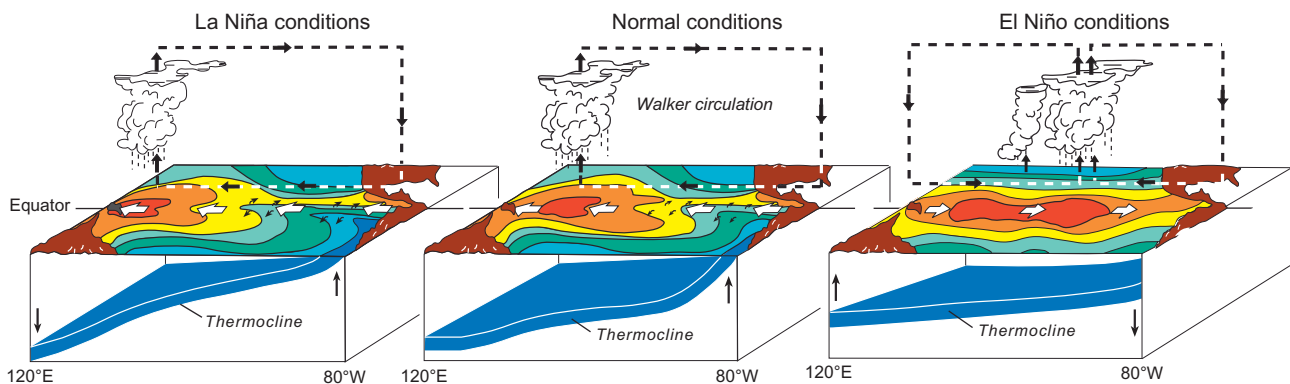 La Niña conditions
Normal conditions
El Niño conditions
Walker circulation
Equator
Thermocline
Thermocline
Thermocline
120°E
80°W
120°E
80°W
120°E
80°W